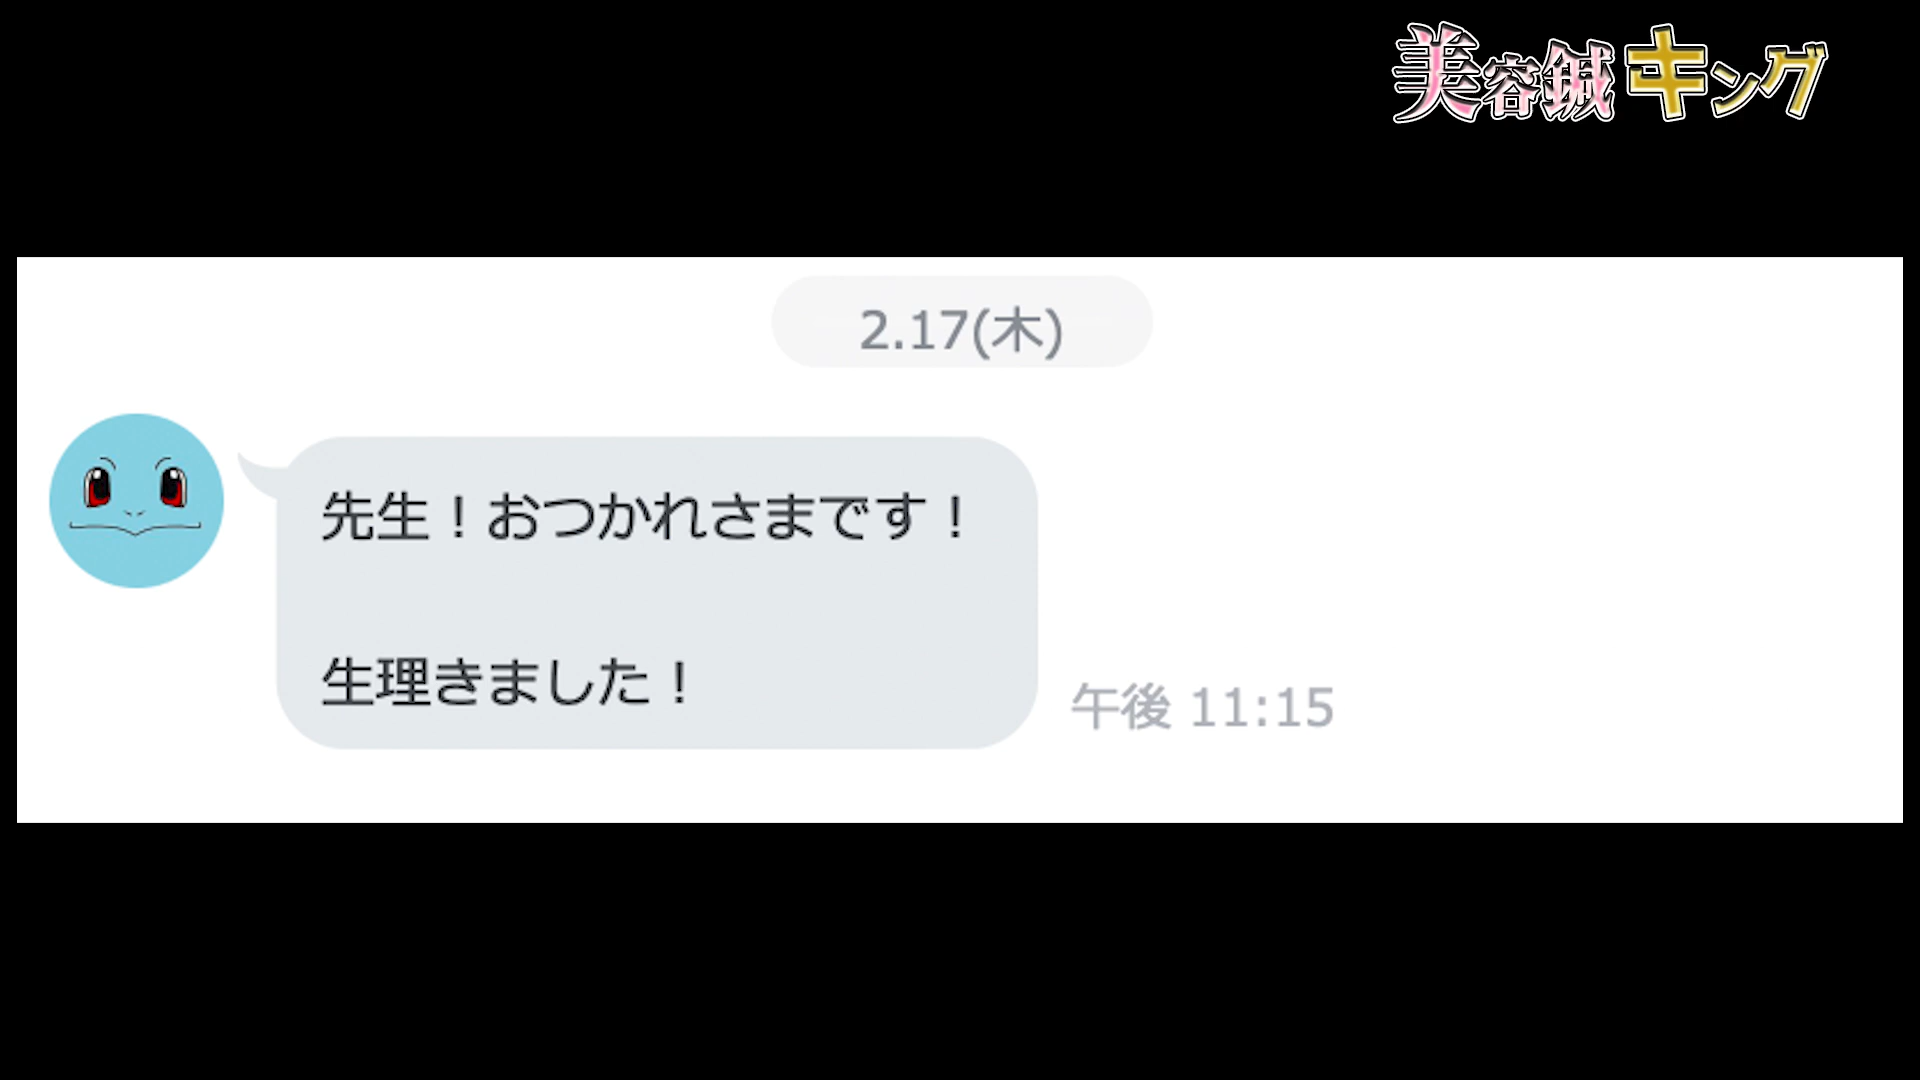 美容鍼キング
2.17(木)
先生！おつかれさまです！
生理きました！
午後 11:15